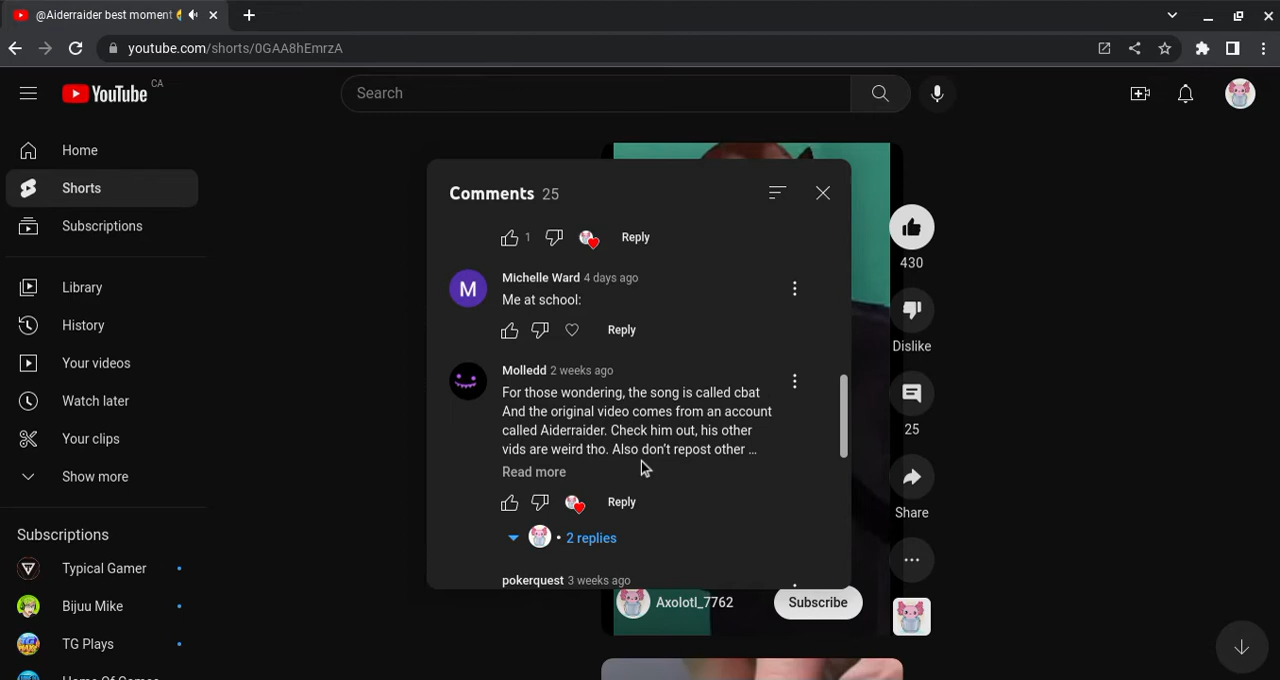 @Aiderraider best moment
youtube.com/shorts/0GAA8hEmrzA
YouTube CA
Search
Home
Shorts
Subscriptions
Library
History
Your videos
Watch later
Your clips
Show more
Subscriptions
Typical Gamer
Bijuu Mike
TG Plays
Comments 25
1 Reply
M
Michelle Ward 4 days ago
Me at school:
Reply
Molledd 2 weeks ago
For those wondering, the song is called cbat
And the original video comes from an account
called Aiderraider. Check him out, his other
vids are weird tho. Also don't repost other ...
Read more
Reply
• 2 replies
pokerquest 3 weeks ago
430
Dislike
25
Share
Axolotl_7762
Subscribe